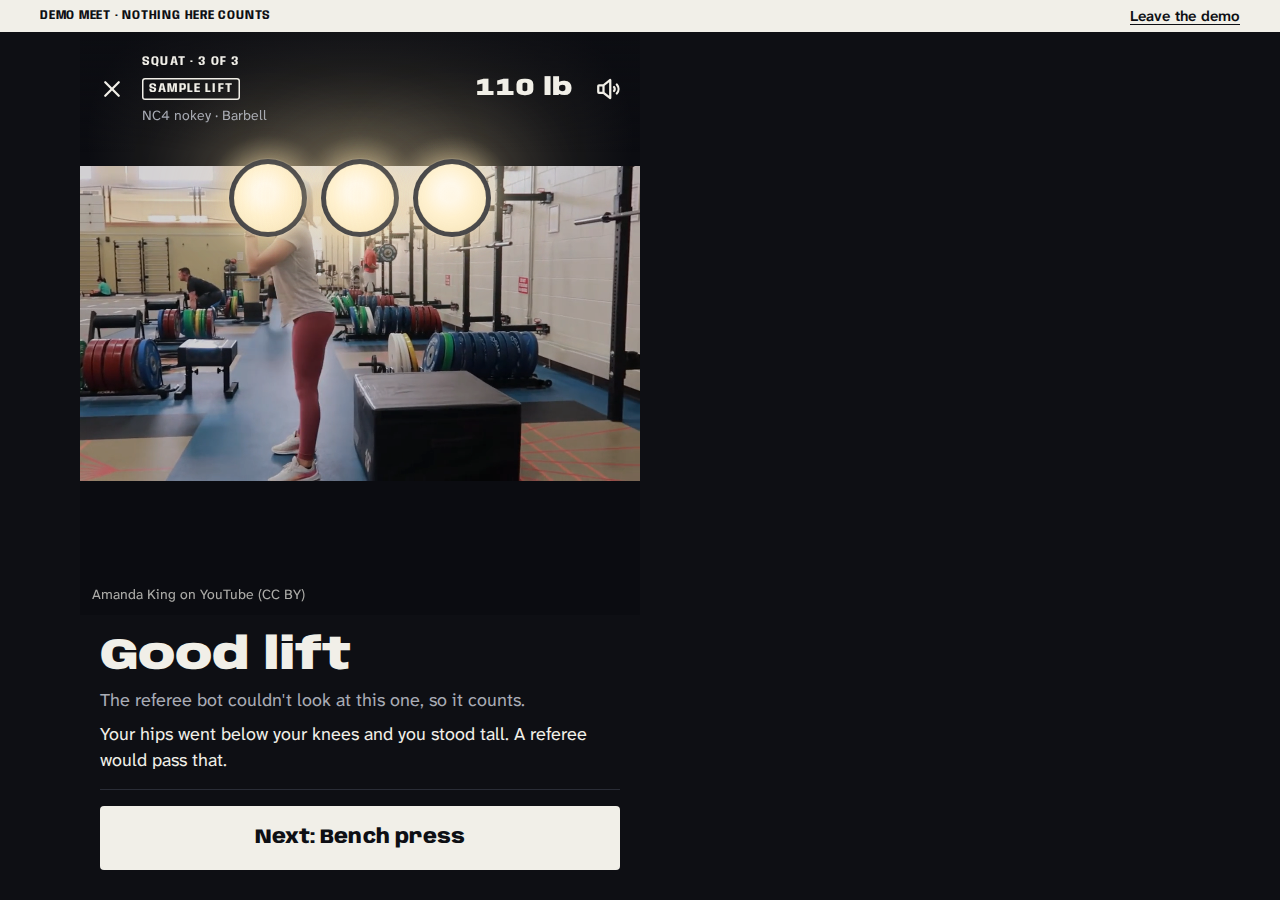 DEMO MEET · NOTHING HERE COUNTS
Leave the demo
SQUAT · 3 OF 3
SAMPLE LIFT
NC4 nokey · Barbell
110 lb
Amanda King on YouTube (CC BY)
Good lift
The referee bot couldn't look at this one, so it counts.
Your hips went below your knees and you stood tall. A referee
would pass that.
Next: Bench press